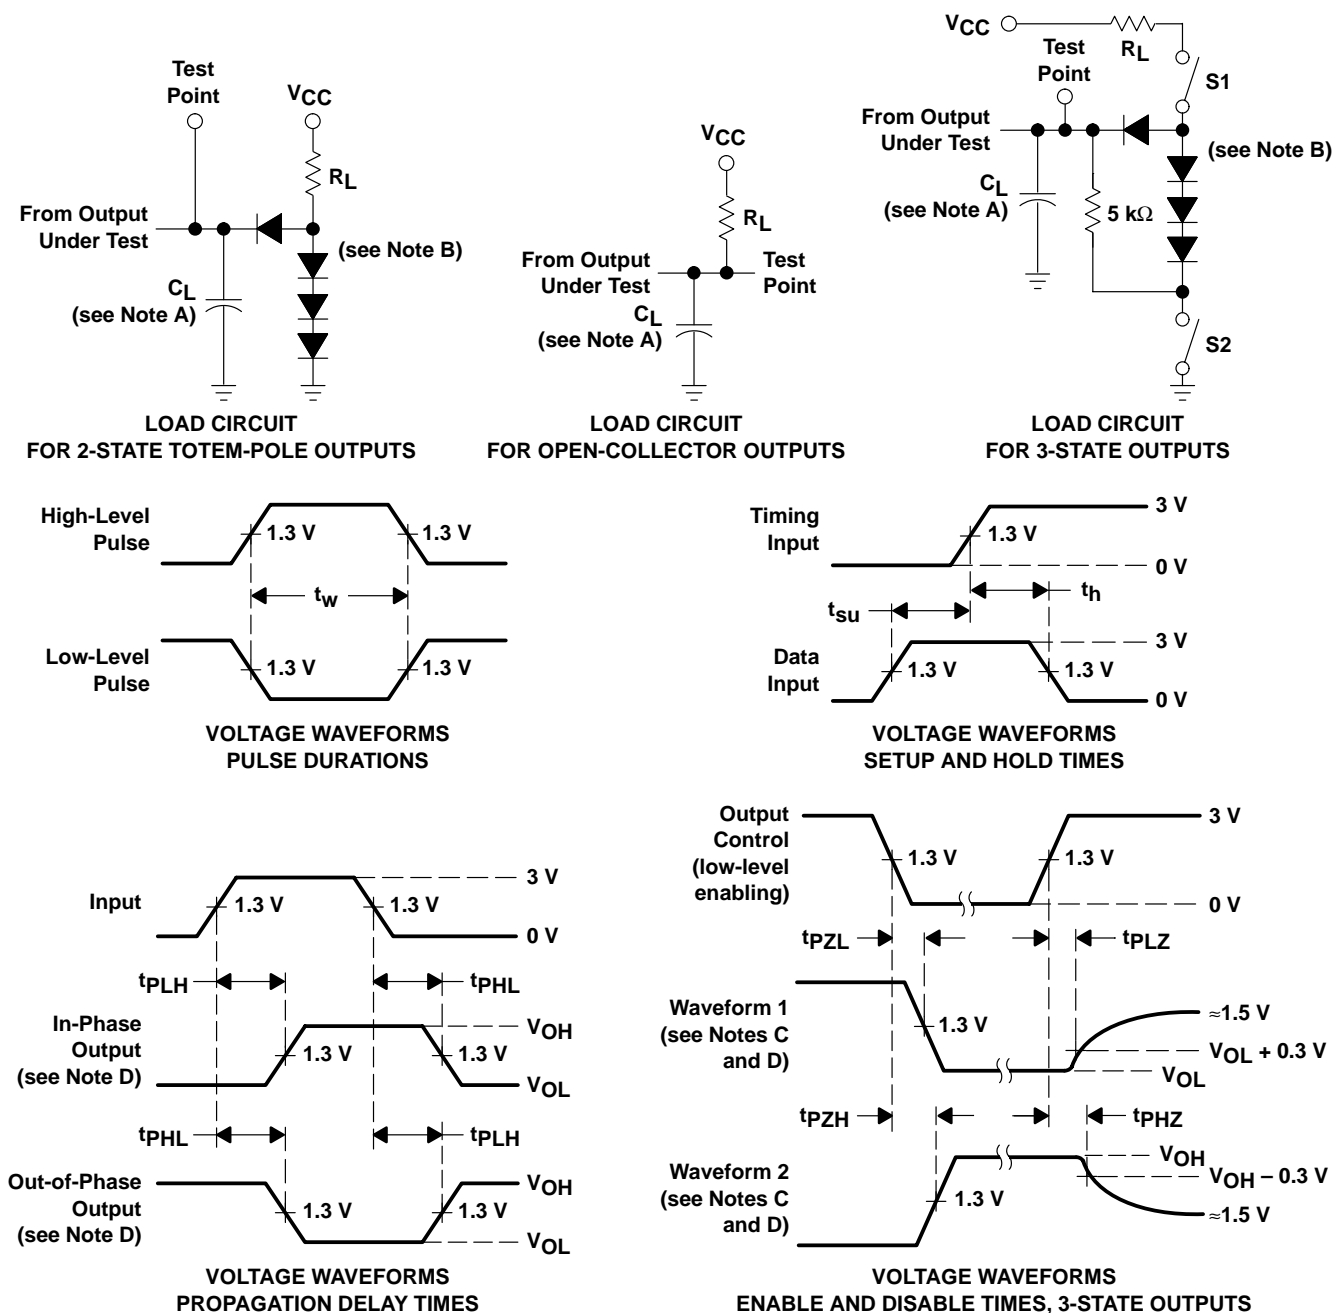 Test
Point
VCC
RL
From Output
Under Test
(see Note B)
CL
(see Note A)
LOAD CIRCUIT
FOR 2-STATE TOTEM-POLE OUTPUTS
VCC
RL
From Output
Under Test
Test
Point
CL
(see Note A)
LOAD CIRCUIT
FOR OPEN-COLLECTOR OUTPUTS
VCC
RL
Test
Point
S1
From Output
Under Test
(see Note B)
CL
(see Note A)
5 kΩ
S2
LOAD CIRCUIT
FOR 3-STATE OUTPUTS
High-Level
Pulse
1.3 V
1.3 V
tw
Low-Level
Pulse
1.3 V
1.3 V
VOLTAGE WAVEFORMS
PULSE DURATIONS
Timing
Input
1.3 V
3 V
0 V
tsu
th
Data
Input
1.3 V
1.3 V
3 V
0 V
VOLTAGE WAVEFORMS
SETUP AND HOLD TIMES
Input
1.3 V
1.3 V
3 V
0 V
tPLH
tPHL
In-Phase
Output
(see Note D)
1.3 V
1.3 V
VOH
VOL
tPHL
tPLH
Out-of-Phase
Output
(see Note D)
1.3 V
1.3 V
VOH
VOL
VOLTAGE WAVEFORMS
PROPAGATION DELAY TIMES
Output
Control
(low-level
enabling)
1.3 V
1.3 V
3 V
0 V
tPZL
tPLZ
Waveform 1
(see Notes C
and D)
1.3 V
≈1.5 V
VOL + 0.3 V
VOL
tPZH
tPHZ
Waveform 2
(see Notes C
and D)
1.3 V
VOH
VOH – 0.3 V
≈1.5 V
VOLTAGE WAVEFORMS
ENABLE AND DISABLE TIMES, 3-STATE OUTPUTS